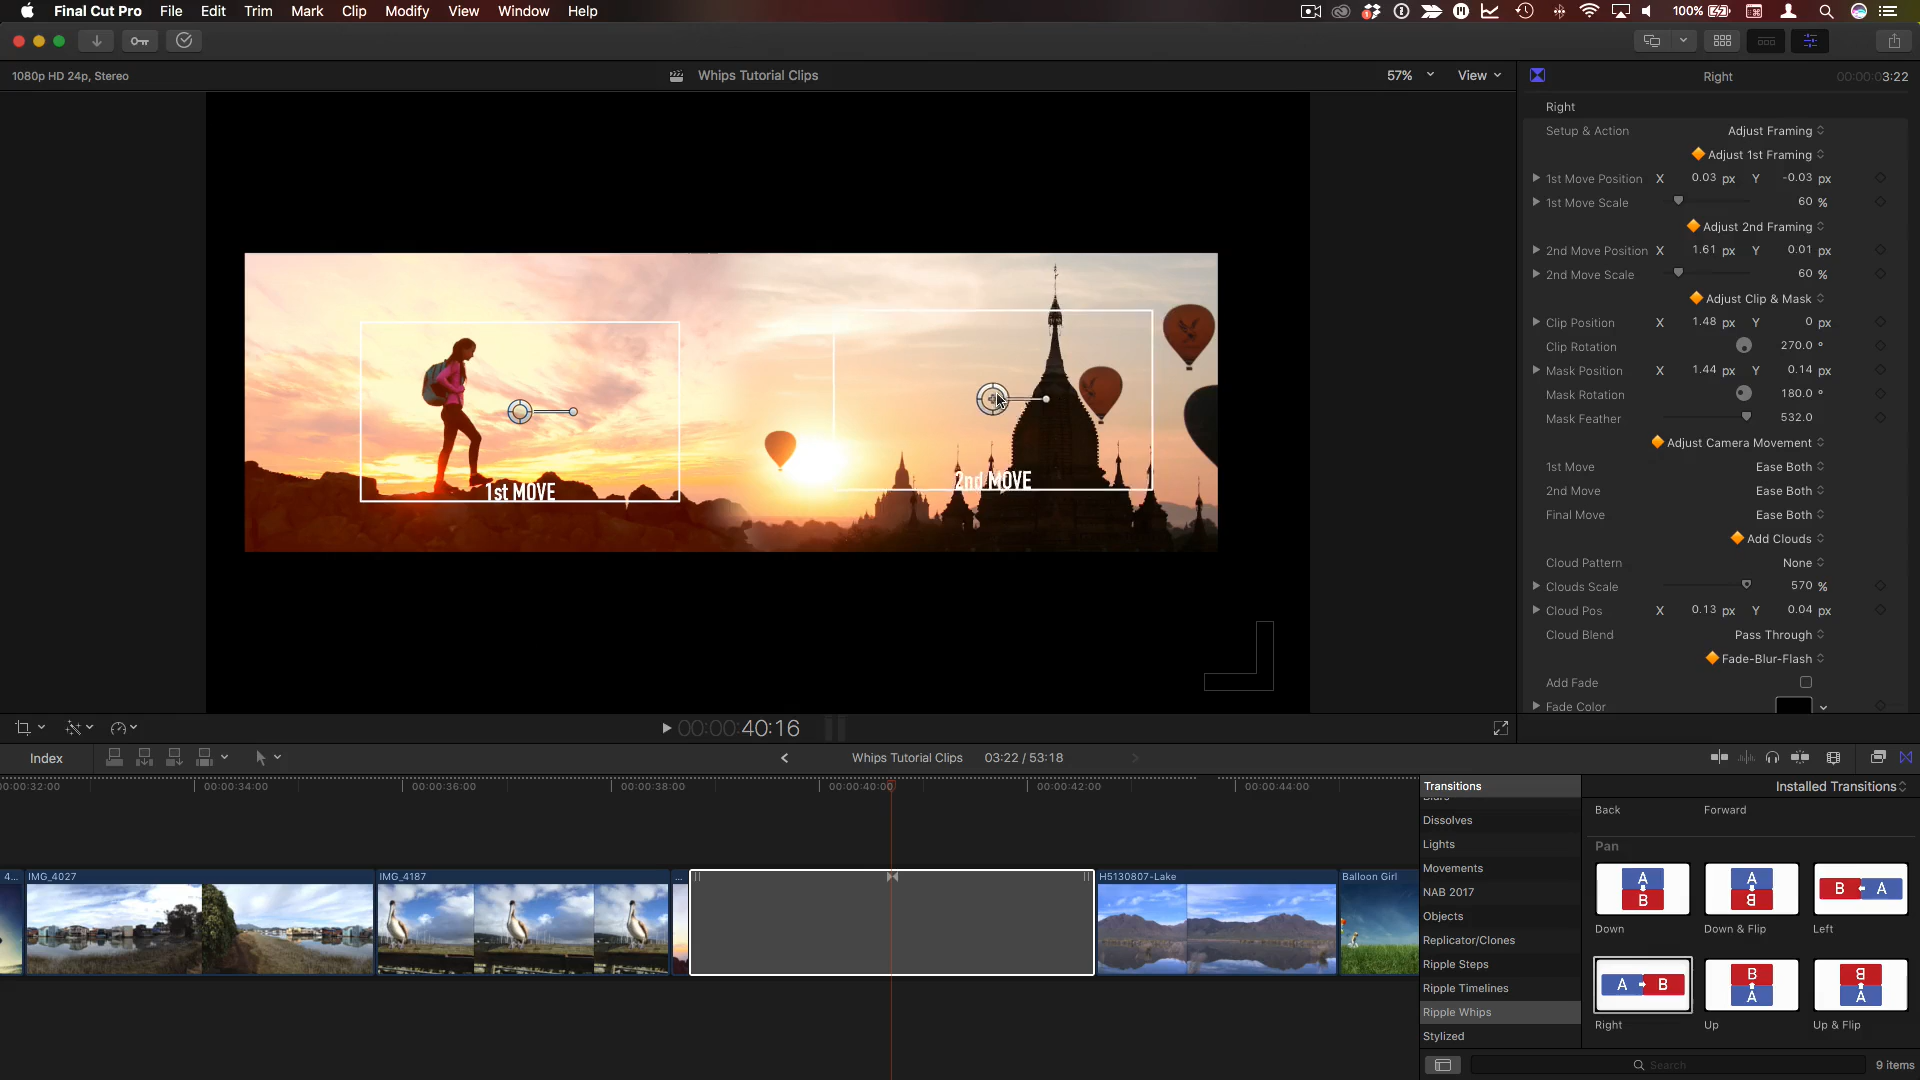 Final Cut Pro File Edit Trim Mark Clip Modify View Window Help
100%
1080p HD 24p, Stereo
Whips Tutorial Clips
57%
View
Right
00:00:03:22
Right
Setup & Action Adjust Framing
Adjust 1st Framing
1st Move Position X 0.03 px Y -0.03 px
1st Move Scale 60 %
Adjust 2nd Framing
2nd Move Position X 1.61 px Y 0.01 px
2nd Move Scale 60 %
Adjust Clip & Mask
Clip Position X 1.48 px Y 0 px
Clip Rotation 270.0 °
Mask Position X 1.44 px Y 0.14 px
Mask Rotation 180.0 °
Mask Feather 532.0
Adjust Camera Movement
1st Move Ease Both
2nd Move Ease Both
Final Move Ease Both
Add Clouds
Cloud Pattern None
Clouds Scale 570 %
Cloud Pos X 0.13 px Y 0.04 px
Cloud Blend Pass Through
Fade-Blur-Flash
Add Fade
Fade Color
1st MOVE
2nd MOVE
00:00:00:40:16
Index
Whips Tutorial Clips 03:22 / 53:18
00:00:32:00 00:00:34:00 00:00:36:00 00:00:38:00 00:00:40:00 00:00:42:00 00:00:44:00
4... IMG_4027 IMG_4187 ... H5130807-Lake Balloon Girl
Transitions
Blurs
Dissolves
Lights
Movements
NAB 2017
Objects
Replicator/Clones
Ripple Steps
Ripple Timelines
Ripple Whips
Stylized
Installed Transitions
Back Forward
Pan
A B
A B
B A
Down Down & Flip Left
A B
B A
B A
Right Up Up & Flip
Search
9 items